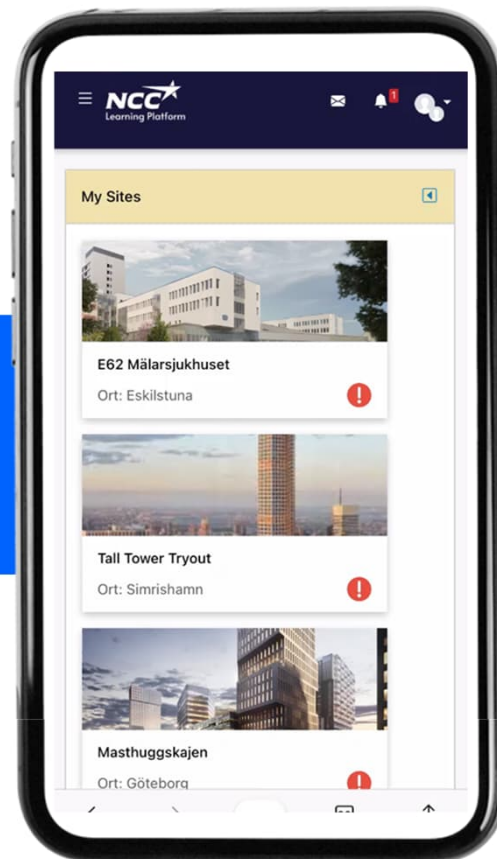 NCC
Learning Platform
1
My Sites
E62 Mälarsjukhuset
Ort: Eskilstuna
Tall Tower Tryout
Ort: Simrishamn
Masthuggskajen
Ort: Göteborg